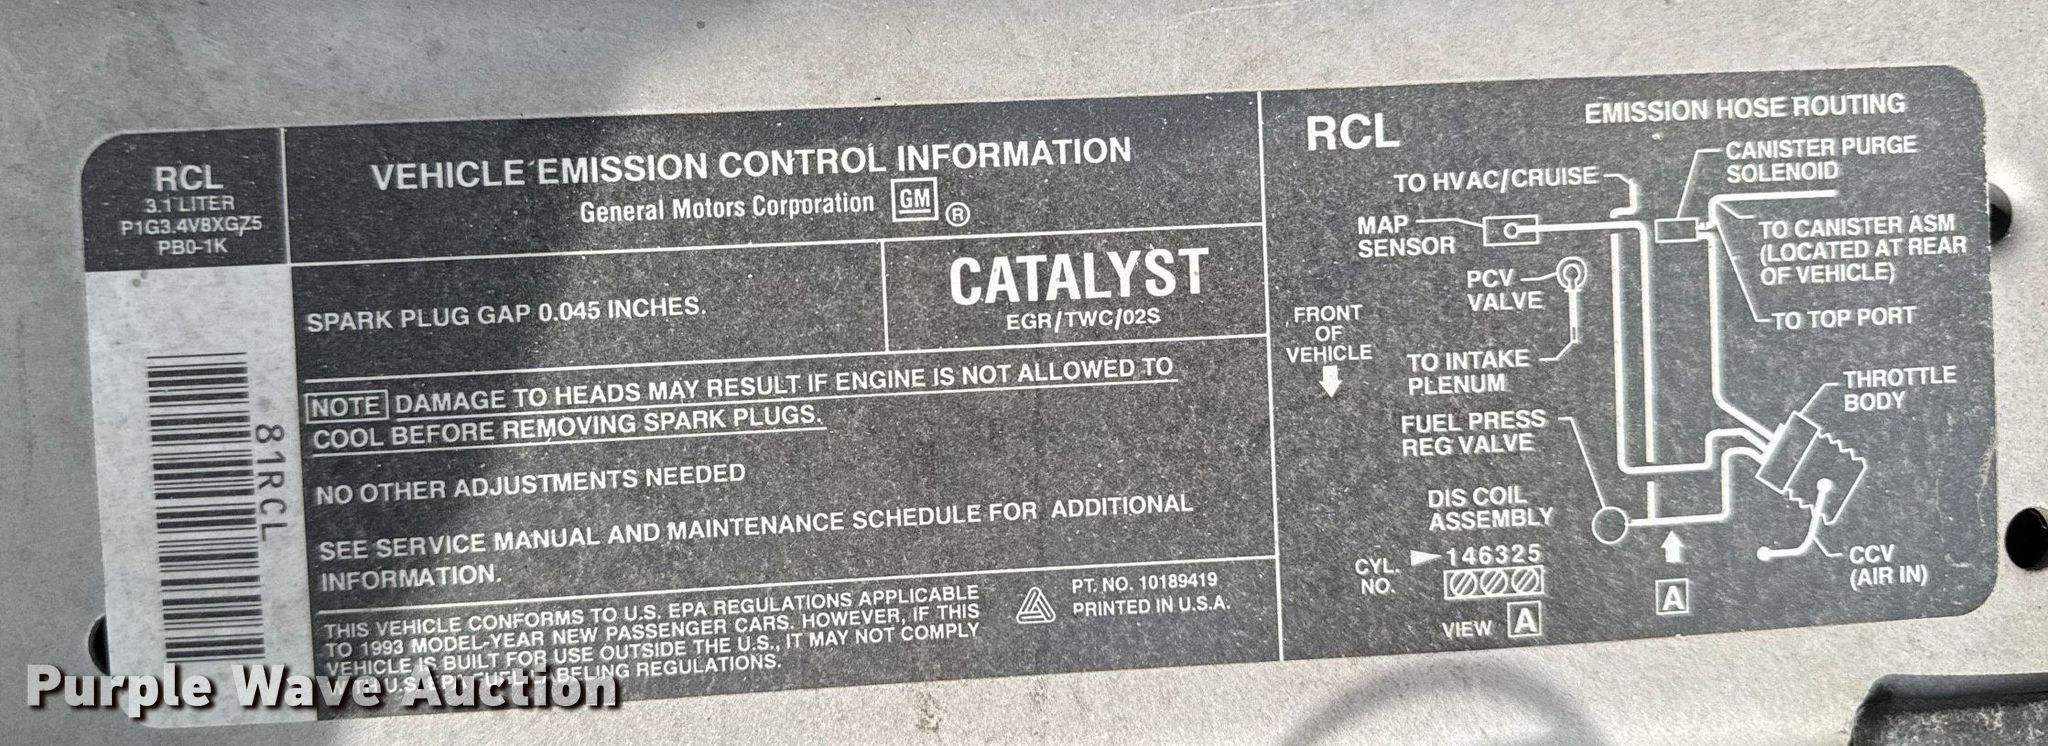 RCL
3.1 LITER
P1G3.4V8XGZ5
PB0-1K
81RCL
VEHICLE EMISSION CONTROL INFORMATION
General Motors Corporation GM ®
SPARK PLUG GAP 0.045 INCHES.
CATALYST
EGR/TWC/02S
NOTE DAMAGE TO HEADS MAY RESULT IF ENGINE IS NOT ALLOWED TO
COOL BEFORE REMOVING SPARK PLUGS.
NO OTHER ADJUSTMENTS NEEDED
SEE SERVICE MANUAL AND MAINTENANCE SCHEDULE FOR ADDITIONAL
INFORMATION.
THIS VEHICLE CONFORMS TO U.S. EPA REGULATIONS APPLICABLE
TO 1993 MODEL-YEAR NEW PASSENGER CARS. HOWEVER, IF THIS
VEHICLE IS BUILT FOR USE OUTSIDE THE U.S., IT MAY NOT COMPLY
WITH U.S. EPA FUEL LABELING REGULATIONS.
PT. NO. 10189419
PRINTED IN U.S.A.
RCL
EMISSION HOSE ROUTING
CANISTER PURGE
SOLENOID
TO HVAC/CRUISE
MAP
SENSOR
TO CANISTER ASM
(LOCATED AT REAR
OF VEHICLE)
PCV
VALVE
TO TOP PORT
FRONT
OF
VEHICLE
TO INTAKE
PLENUM
THROTTLE
BODY
FUEL PRESS
REG VALVE
DIS COIL
ASSEMBLY
CYL.
NO.
146325
VIEW A
A
CCV
(AIR IN)
Purple Wave Auction